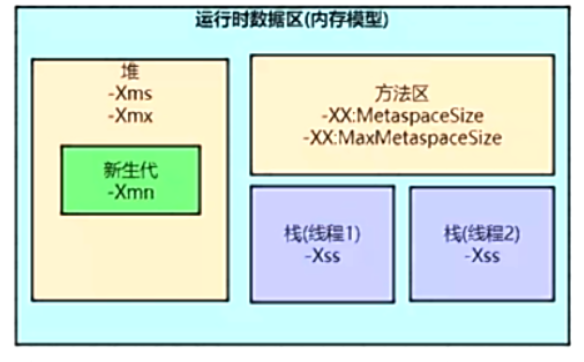 运行时数据区(内存模型)
堆
-Xms
-Xmx
新生代
-Xmn
方法区
-XX:MetaspaceSize
-XX:MaxMetaspaceSize
栈(线程1)
-Xss
栈(线程2)
-Xss